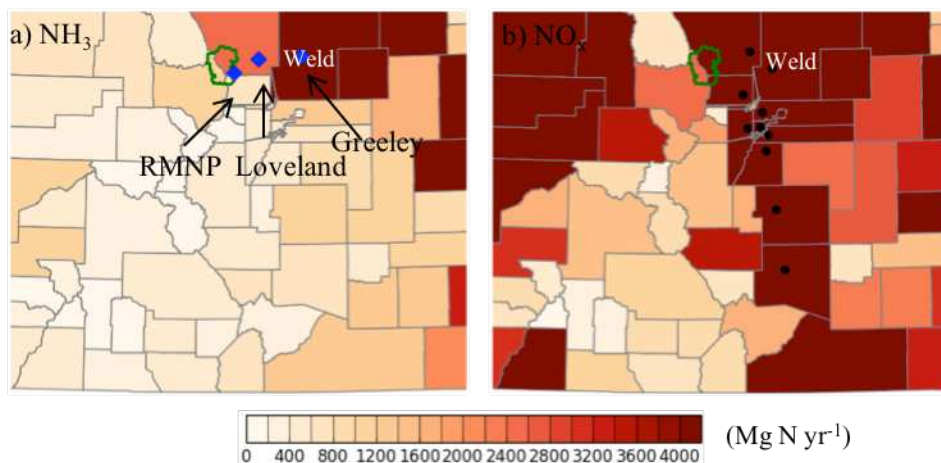 a) NH₃
Weld
RMNP Loveland Greeley
b) NOₓ
Weld
0 400 1200 2000 2800 3600 4400
800 1600 2400 3200 4000
(Mg N yr⁻¹)